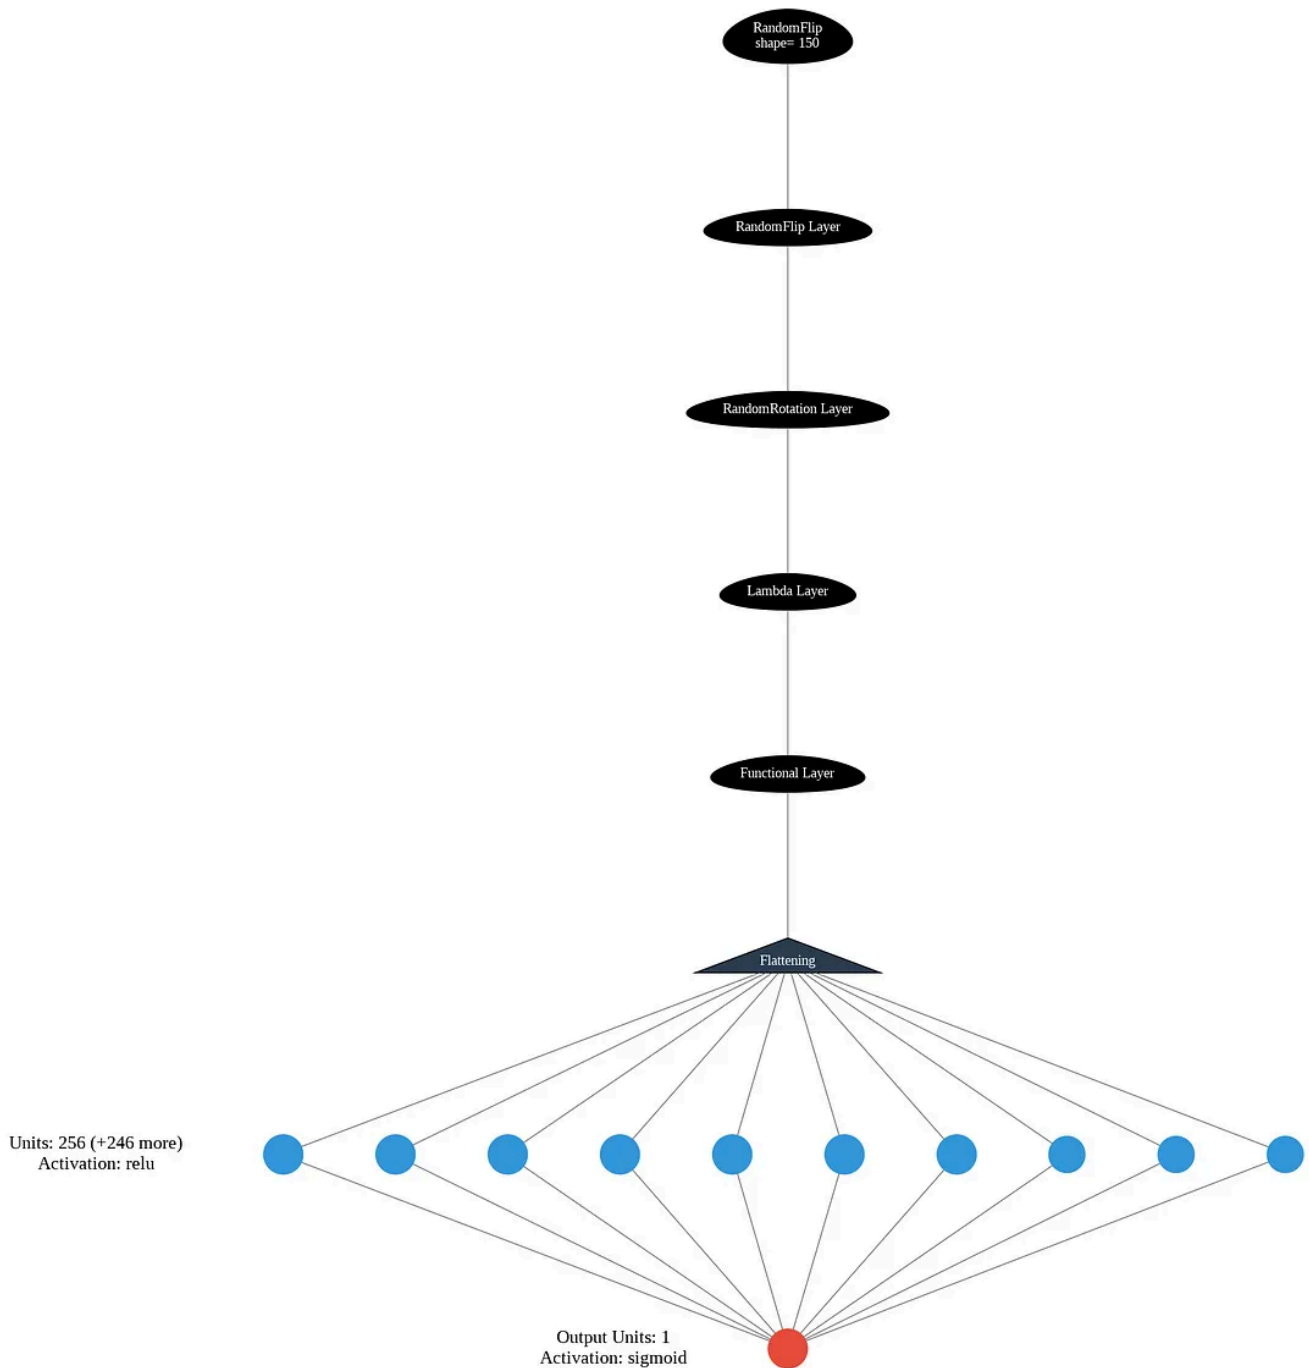 RandomFlip
shape= 150
RandomFlip Layer
RandomRotation Layer
Lambda Layer
Functional Layer
Flattening
Units: 256 (+246 more)
Activation: relu
Output Units: 1
Activation: sigmoid